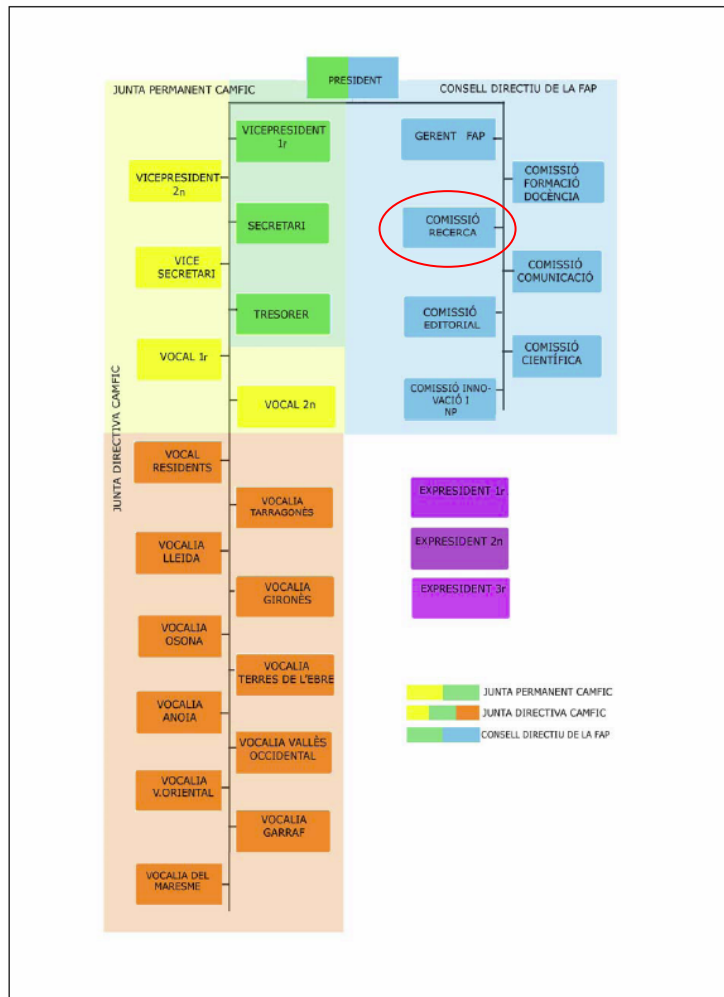 PRESIDENT
JUNTA PERMANENT CAMFIC
CONSELL DIRECTIU DE LA FAP
VICEPRESIDENT
1r
VICEPRESIDENT
2n
SECRETARI
VICE
SECRETARI
TRESORER
VOCAL 1r
VOCAL 2n
GERENT FAP
COMISSIÓ
FORMACIÓ
DOCÈNCIA
COMISSIÓ
RECERCA
COMISSIÓ
COMUNICACIÓ
COMISSIÓ
EDITORIAL
COMISSIÓ
CIENTÍFICA
COMISSIÓ INNO-
VACIÓ I
NP
JUNTA DIRECTIVA CAMFIC
VOCAL
RESIDENTS
VOCALIA
TARRAGONÈS
VOCALIA
LLEIDA
VOCALIA
GIRONÈS
VOCALIA
OSONA
VOCALIA
TERRES DE L'EBRE
VOCALIA
ANOIA
VOCALIA VALLÈS
OCCIDENTAL
VOCALIA
V.ORIENTAL
VOCALIA
GARRAF
VOCALIA DEL
MARESME
EXPRESIDENT 1r
EXPRESIDENT 2n
EXPRESIDENT 3r
JUNTA PERMANENT CAMFIC
JUNTA DIRECTIVA CAMFIC
CONSELL DIRECTIU DE LA FAP